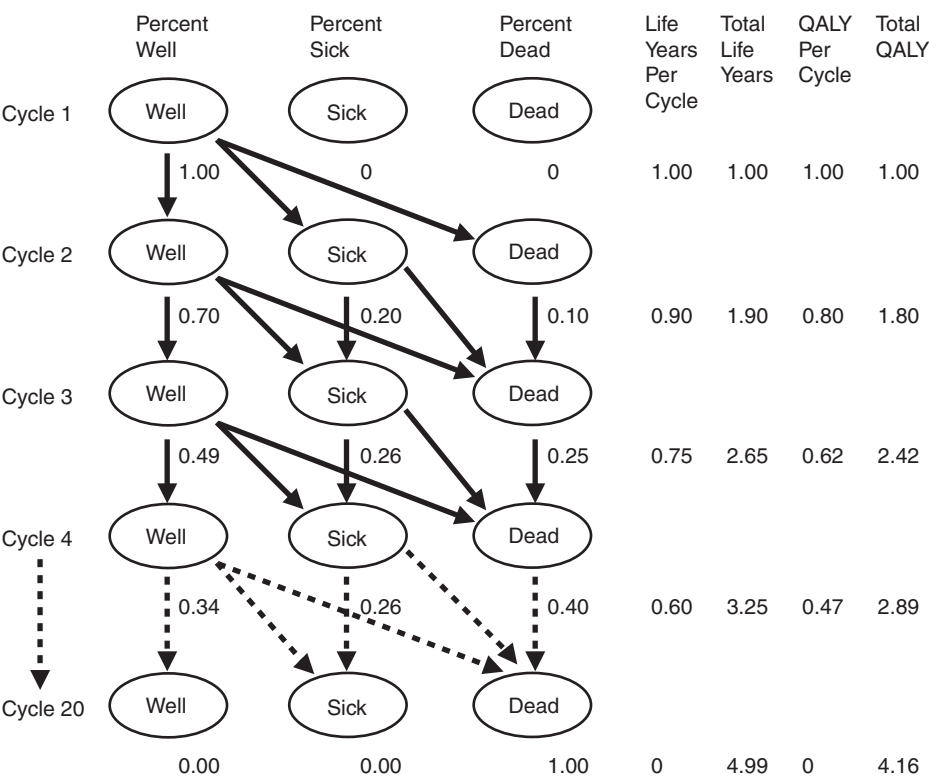 Percent Percent Percent Life Total QALY Total
Well Sick Dead Years Life Per QALY
Per Years Cycle
Cycle
Cycle 1 Well Sick Dead
1.00 0 0 1.00 1.00 1.00 1.00
Cycle 2 Well Sick Dead
0.70 0.20 0.10 0.90 1.90 0.80 1.80
Cycle 3 Well Sick Dead
0.49 0.26 0.25 0.75 2.65 0.62 2.42
Cycle 4 Well Sick Dead
0.34 0.26 0.40 0.60 3.25 0.47 2.89
Cycle 20 Well Sick Dead
0.00 0.00 1.00 0 4.99 0 4.16